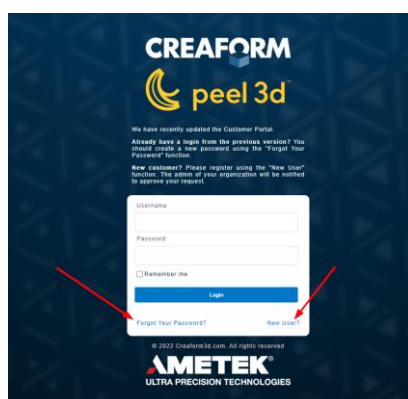 CREAFORM
peel 3d
We have recently updated the Customer Portal.
Already have a login from the previous version? You
should create a new password using the "Forgot Your
Password" function.
New customer? Please register using the "New User"
function. The admin of your organization will be notified
to approve your request.
Username
Password
Remember me
Login
Forgot Your Password?
New User?
© 2022 Creaform3d.com. All rights reserved
AMETEK®
ULTRA PRECISION TECHNOLOGIES